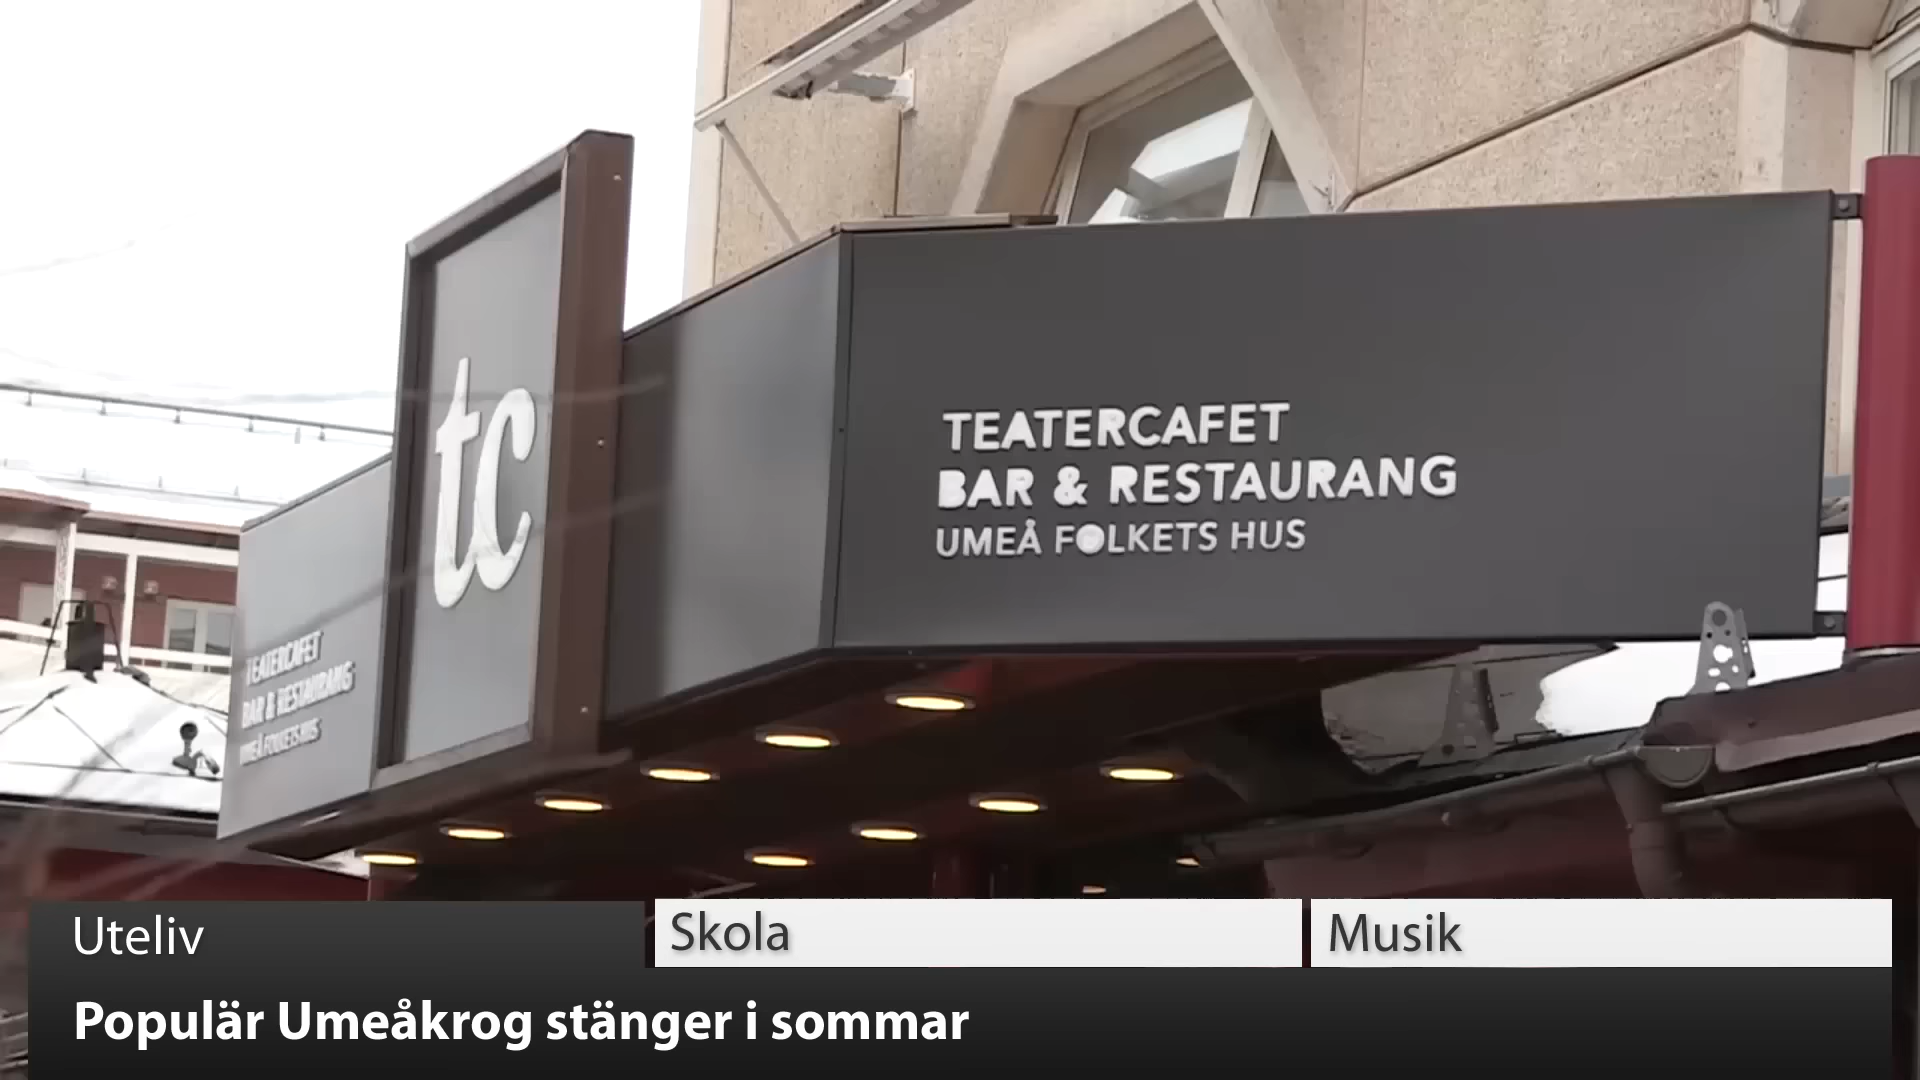 tc
TEATERCAFET
BAR & RESTAURANG
UMEÅ FOLKETS HUS
TEATERCAFET
BAR & RESTAURANG
UMEÅ FOLKETS HUS
Uteliv
Skola
Musik
Populär Umeåkrog stänger i sommar